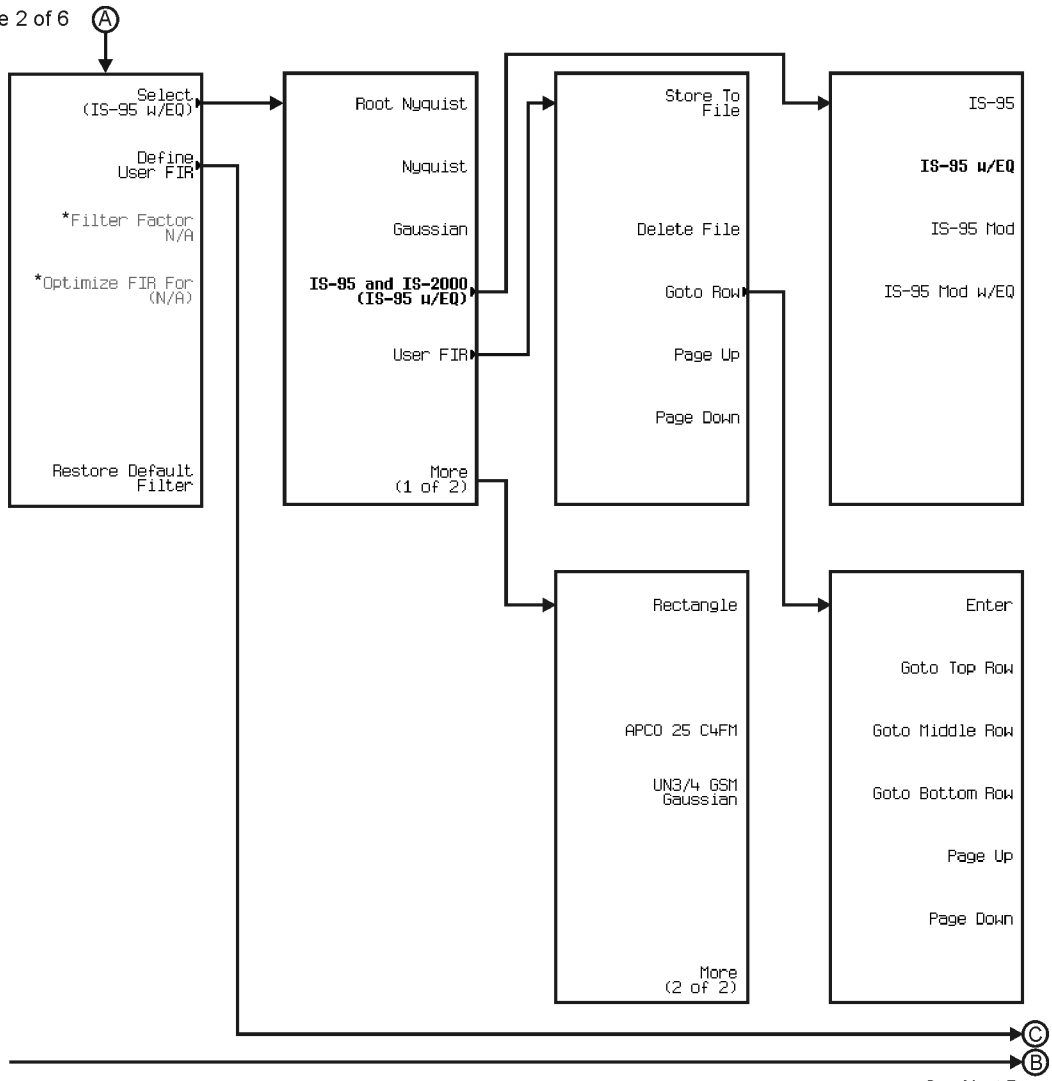 e 2 of 6 A
Select
(IS-95 w/EQ)
Define
User FIR
*Filter Factor
N/A
*Optimize FIR For
(N/A)
Restore Default
Filter
Root Nyquist
Nyquist
Gaussian
IS-95 and IS-2000
(IS-95 w/EQ)
User FIR
More
(1 of 2)
Store To
File
Delete File
Goto Row
Page Up
Page Down
IS-95
IS-95 w/EQ
IS-95 Mod
IS-95 Mod w/EQ
Rectangle
APCO 25 C4FM
UN3/4 GSM
Gaussian
More
(2 of 2)
Enter
Goto Top Row
Goto Middle Row
Goto Bottom Row
Page Up
Page Down
C
B